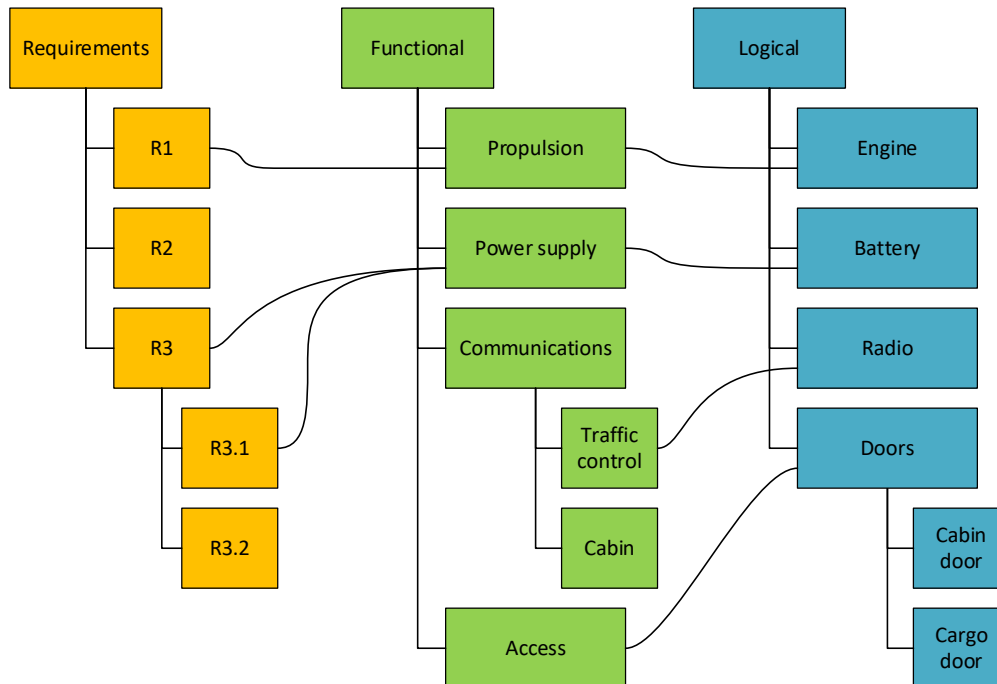 Requirements
Functional
Logical
R1
Propulsion
Engine
R2
Power supply
Battery
R3
Communications
Radio
R3.1
Traffic
control
Doors
R3.2
Cabin
Cabin
door
Access
Cargo
door